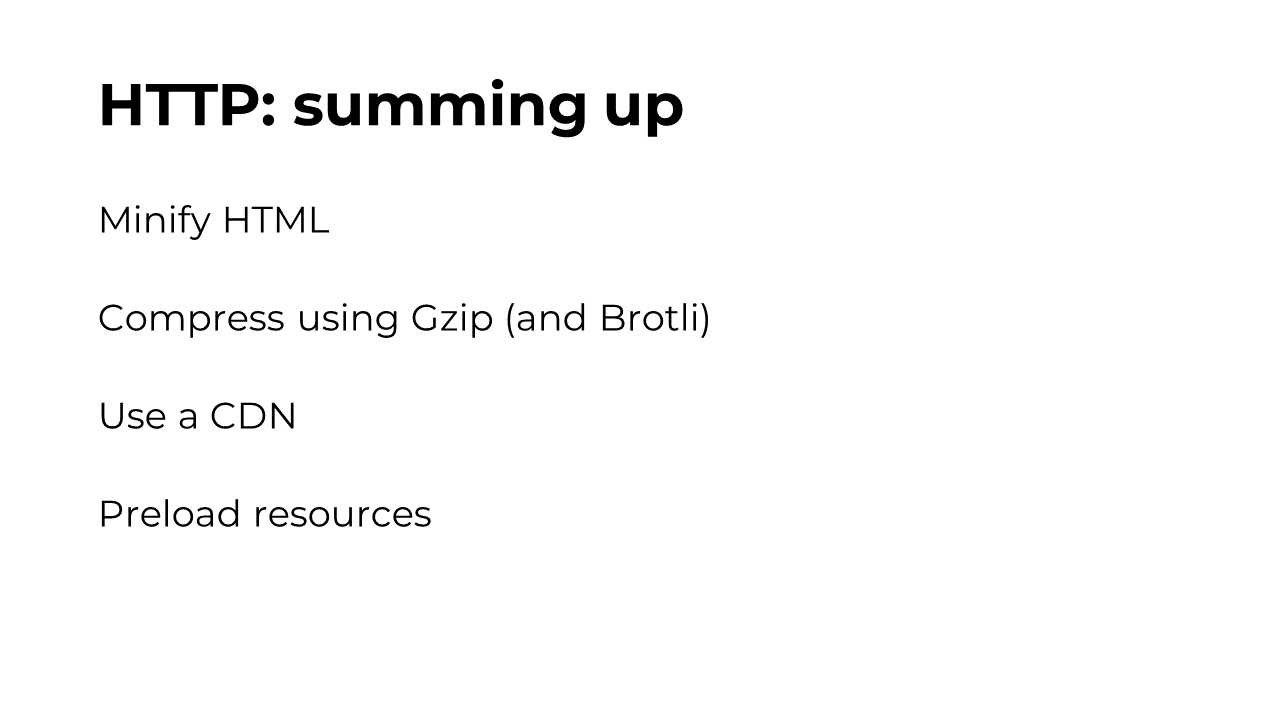 HTTP: summing up
Minify HTML
Compress using Gzip (and Brotli)
Use a CDN
Preload resources